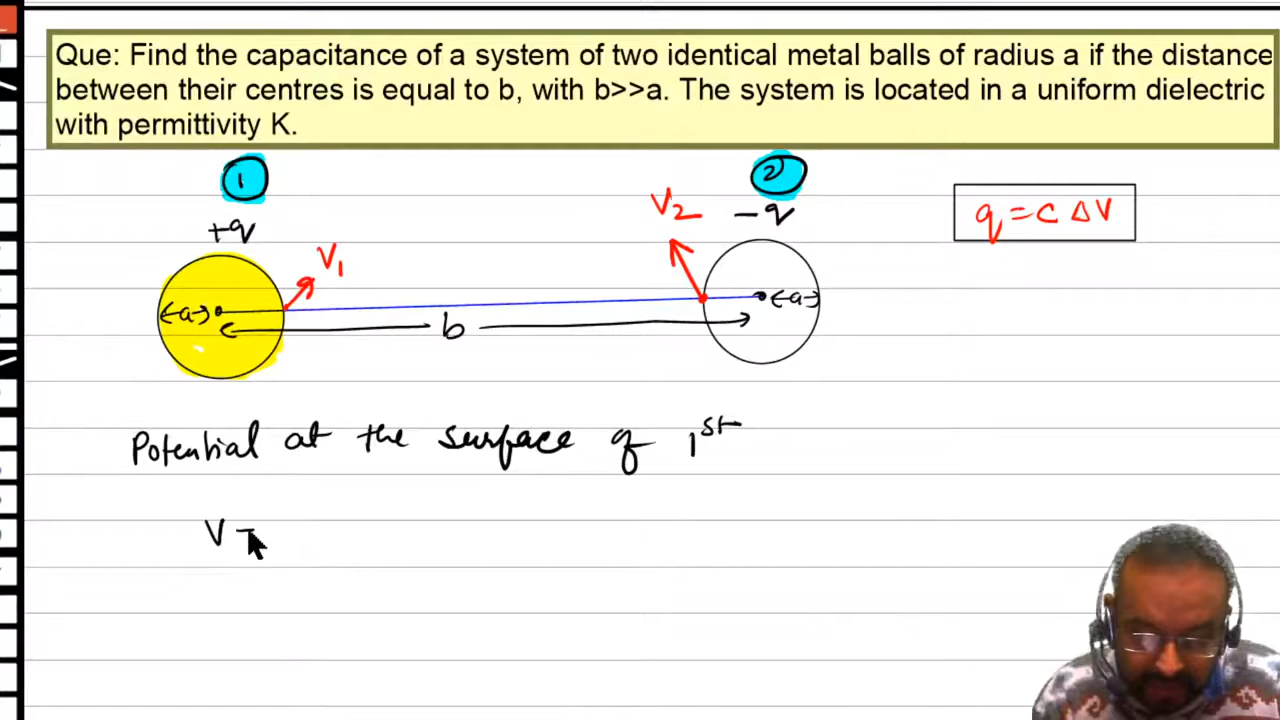 Que: Find the capacitance of a system of two identical metal balls of radius a if the distance
between their centres is equal to b, with b>>a. The system is located in a uniform dielectric
with permittivity K.
1
2
+q
V1
V2
-q
q = C ΔV
a
a
b
Potential at the surface of 1st
V =